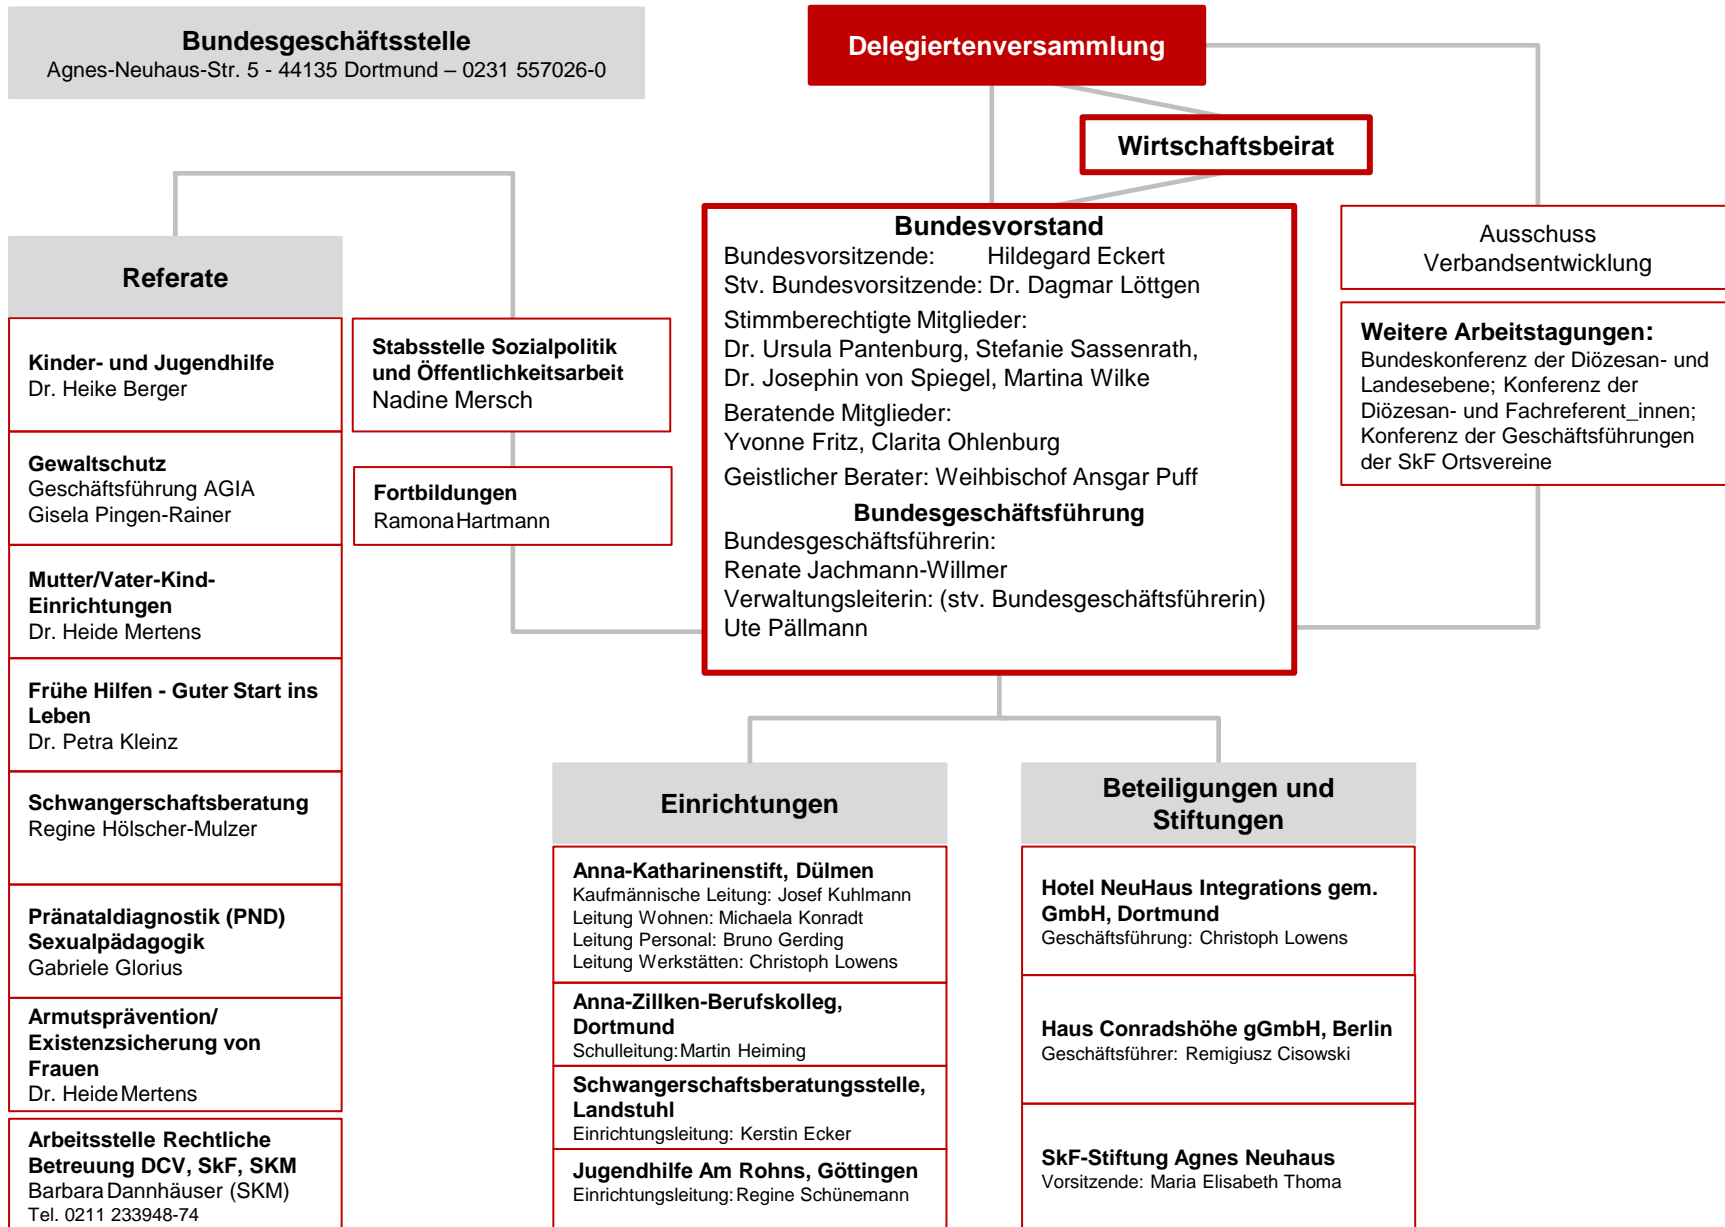 Bundesgeschäftsstelle
Agnes-Neuhaus-Str. 5 - 44135 Dortmund – 0231 557026-0
Delegiertenversammlung
Wirtschaftsbeirat
Bundesvorstand
Bundesvorsitzende: Hildegard Eckert
Stv. Bundesvorsitzende: Dr. Dagmar Löttgen
Stimmberechtigte Mitglieder:
Dr. Ursula Pantenburg, Stefanie Sassenrath,
Dr. Josephin von Spiegel, Martina Wilke
Beratende Mitglieder:
Yvonne Fritz, Clarita Ohlenburg
Geistlicher Berater: Weihbischof Ansgar Puff
Bundesgeschäftsführung
Bundesgeschäftsführerin:
Renate Jachmann-Willmer
Verwaltungsleiterin: (stv. Bundesgeschäftsführerin)
Ute Pällmann
Ausschuss
Verbandsentwicklung
Weitere Arbeitstagungen:
Bundeskonferenz der Diözesan- und
Landesebene; Konferenz der
Diözesan- und Fachreferent_innen;
Konferenz der Geschäftsführungen
der SkF Ortsvereine
Referate
Kinder- und Jugendhilfe
Dr. Heike Berger
Gewaltschutz
Geschäftsführung AGIA
Gisela Pingen-Rainer
Mutter/Vater-Kind-
Einrichtungen
Dr. Heide Mertens
Frühe Hilfen - Guter Start ins
Leben
Dr. Petra Kleinz
Schwangerschaftsberatung
Regine Hölscher-Mulzer
Pränataldiagnostik (PND)
Sexualpädagogik
Gabriele Glorius
Armutsprävention/
Existenzsicherung von
Frauen
Dr. Heide Mertens
Arbeitsstelle Rechtliche
Betreuung DCV, SkF, SKM
Barbara Dannhäuser (SKM)
Tel. 0211 233948-74
Stabsstelle Sozialpolitik
und Öffentlichkeitsarbeit
Nadine Mersch
Fortbildungen
Ramona Hartmann
Einrichtungen
Anna-Katharinenstift, Dülmen
Kaufmännische Leitung: Josef Kuhlmann
Leitung Wohnen: Michaela Konradt
Leitung Personal: Bruno Gerding
Leitung Werkstätten: Christoph Lowens
Anna-Zillken-Berufskolleg,
Dortmund
Schulleitung: Martin Heiming
Schwangerschaftsberatungsstelle,
Landstuhl
Einrichtungsleitung: Kerstin Ecker
Jugendhilfe Am Rohns, Göttingen
Einrichtungsleitung: Regine Schünemann
Beteiligungen und
Stiftungen
Hotel NeuHaus Integrations gem.
GmbH, Dortmund
Geschäftsführung: Christoph Lowens
Haus Conradshöhe gGmbH, Berlin
Geschäftsführer: Remigiusz Cisowski
SkF-Stiftung Agnes Neuhaus
Vorsitzende: Maria Elisabeth Thoma